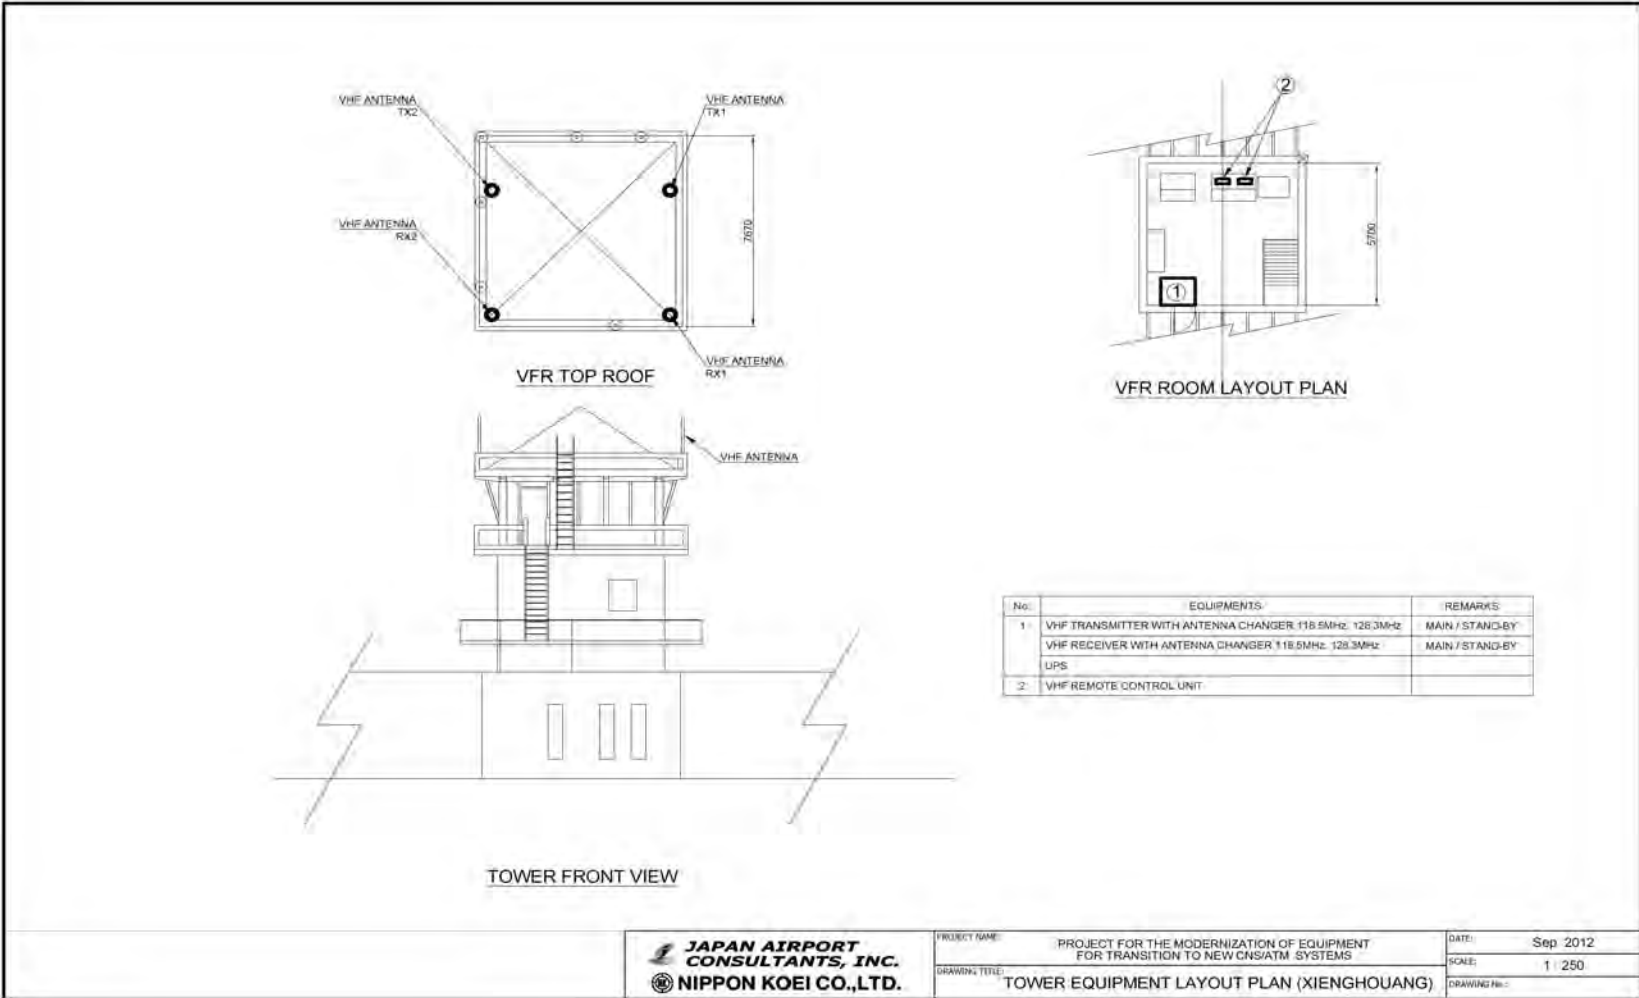 VHF ANTENNA
TX2
VHF ANTENNA
TX1
VHF ANTENNA
RX2
7670
VHF ANTENNA
RX1
VFR TOP ROOF
2
1
5700
VFR ROOM LAYOUT PLAN
VHF ANTENNA
TOWER FRONT VIEW
No. EQUIPMENTS REMARKS
1 VHF TRANSMITTER WITH ANTENNA CHANGER 118.5MHz, 128.3MHz MAIN / STAND-BY
VHF RECEIVER WITH ANTENNA CHANGER 118.5MHz, 128.3MHz MAIN / STAND-BY
UPS
2 VHF REMOTE CONTROL UNIT
JAPAN AIRPORT
CONSULTANTS, INC.
NIPPON KOEI CO.,LTD.
PROJECT NAME:
PROJECT FOR THE MODERNIZATION OF EQUIPMENT
FOR TRANSITION TO NEW CNS/ATM SYSTEMS
DRAWING TITLE:
TOWER EQUIPMENT LAYOUT PLAN (XIENGHOUANG)
DATE: Sep 2012
SCALE: 1 : 250
DRAWING No.: